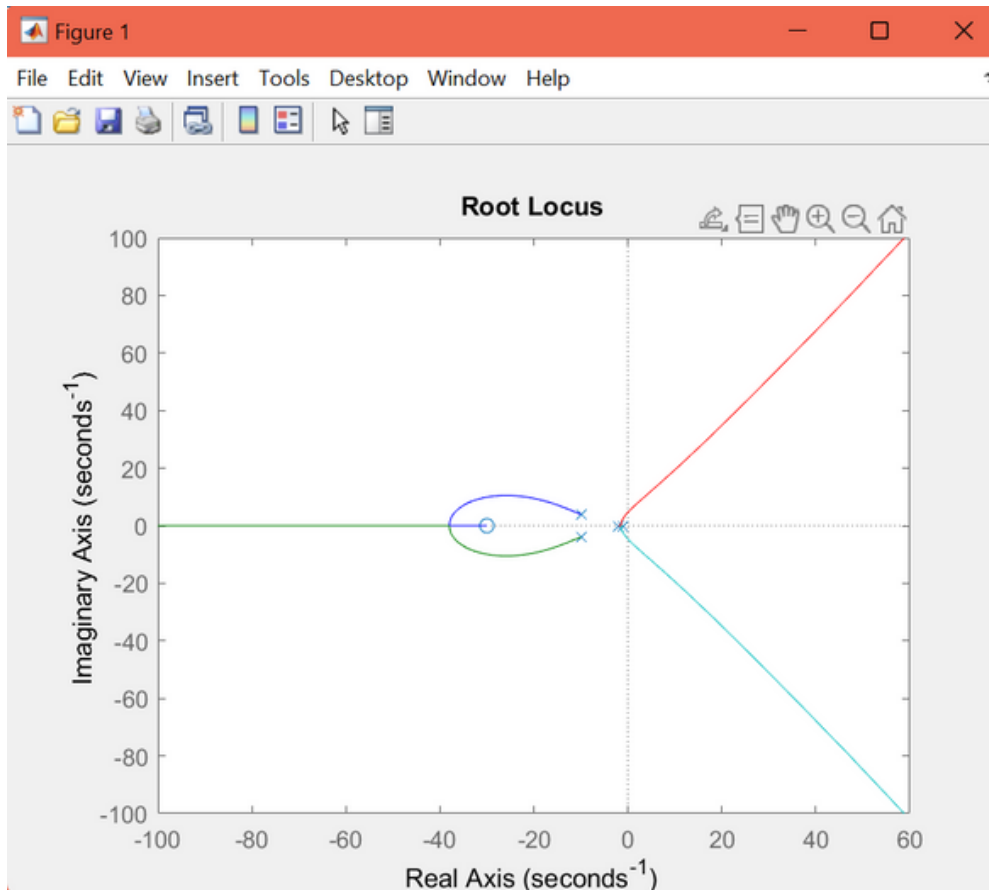 Figure 1
File Edit View Insert Tools Desktop Window Help
Root Locus
100
80
60
40
20
0
-20
-40
-60
-80
-100
Imaginary Axis (seconds⁻¹)
-100 -80 -60 -40 -20 0 20 40 60
Real Axis (seconds⁻¹)